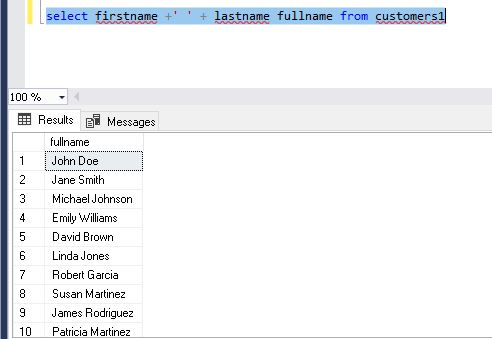 select firstname +' ' + lastname fullname from customers1
100 %
Results Messages
fullname
1 John Doe
2 Jane Smith
3 Michael Johnson
4 Emily Williams
5 David Brown
6 Linda Jones
7 Robert Garcia
8 Susan Martinez
9 James Rodriguez
10 Patricia Martinez